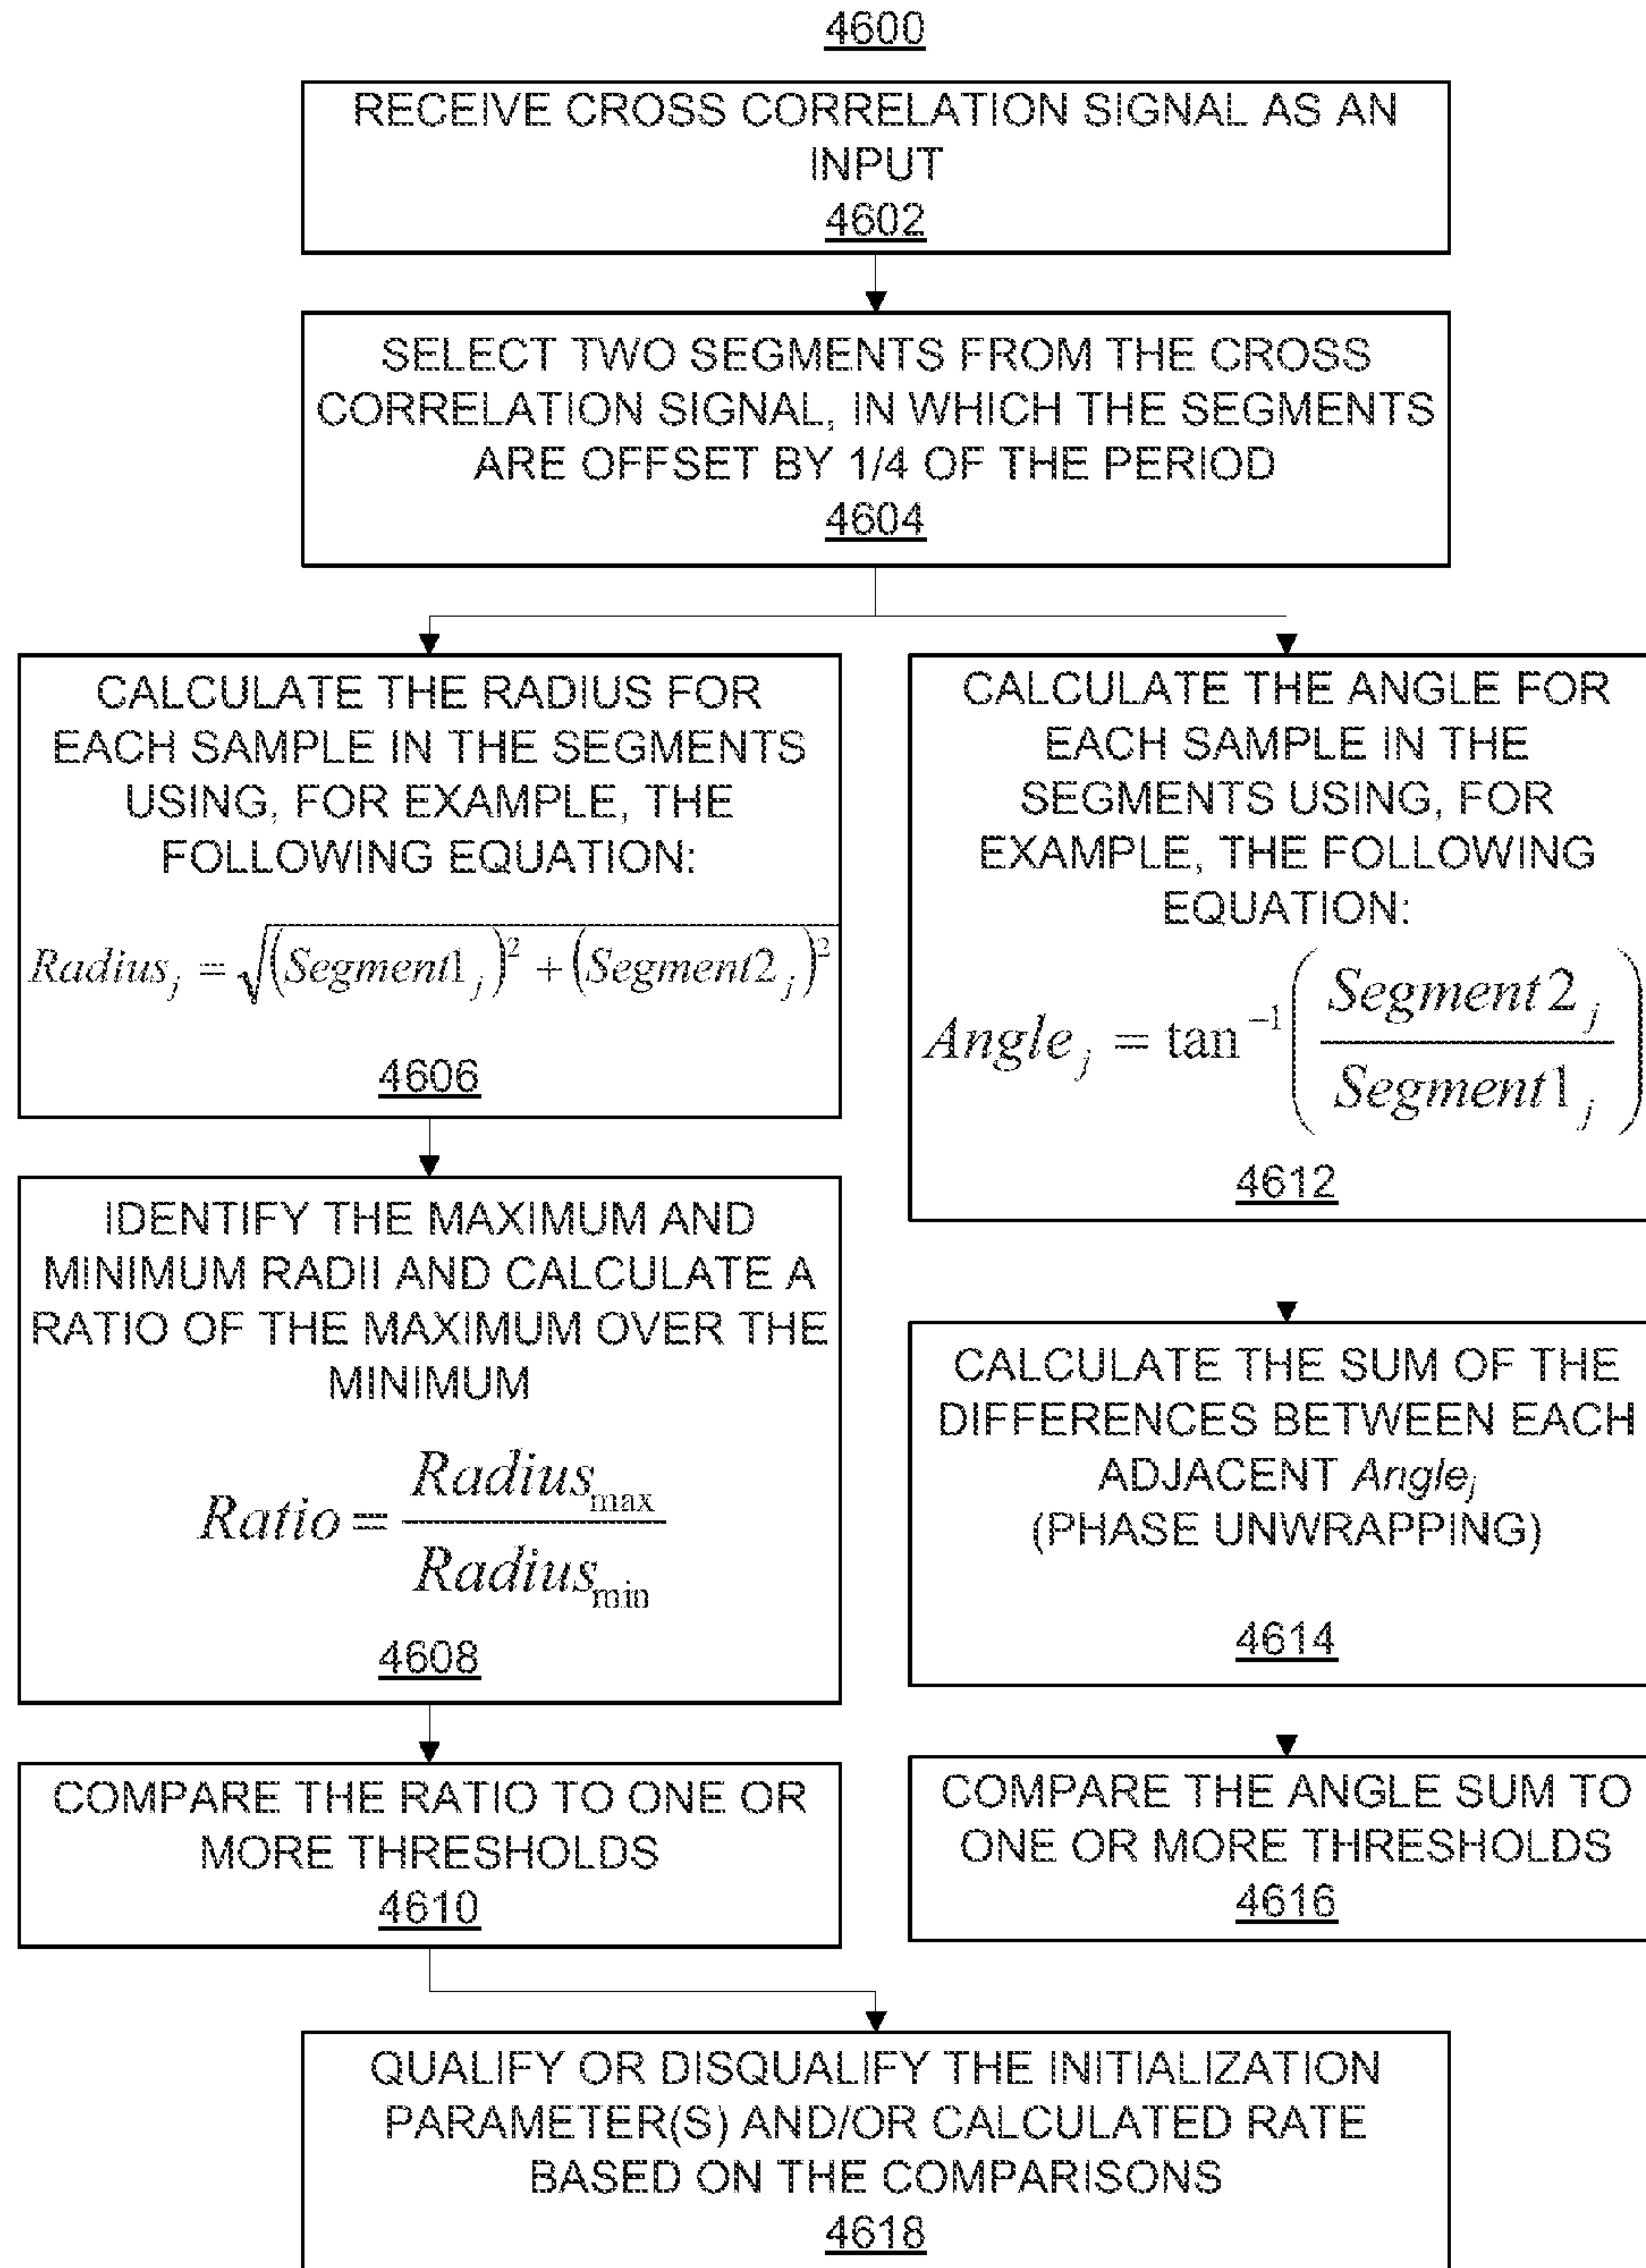 4600
RECEIVE CROSS CORRELATION SIGNAL AS AN
INPUT
4602
SELECT TWO SEGMENTS FROM THE CROSS
CORRELATION SIGNAL, IN WHICH THE SEGMENTS
ARE OFFSET BY 1/4 OF THE PERIOD
4604
CALCULATE THE RADIUS FOR
EACH SAMPLE IN THE SEGMENTS
USING, FOR EXAMPLE, THE
FOLLOWING EQUATION:
Radius_j = √((Segment1_j)² + (Segment2_j)²)
4606
IDENTIFY THE MAXIMUM AND
MINIMUM RADII AND CALCULATE A
RATIO OF THE MAXIMUM OVER THE
MINIMUM
Ratio = Radius_max / Radius_min
4608
COMPARE THE RATIO TO ONE OR
MORE THRESHOLDS
4610
CALCULATE THE ANGLE FOR
EACH SAMPLE IN THE
SEGMENTS USING, FOR
EXAMPLE, THE FOLLOWING
EQUATION:
Angle_j = tan⁻¹(Segment2_j / Segment1_j)
4612
CALCULATE THE SUM OF THE
DIFFERENCES BETWEEN EACH
ADJACENT Angle_j
(PHASE UNWRAPPING)
4614
COMPARE THE ANGLE SUM TO
ONE OR MORE THRESHOLDS
4616
QUALIFY OR DISQUALIFY THE INITIALIZATION
PARAMETER(S) AND/OR CALCULATED RATE
BASED ON THE COMPARISONS
4618